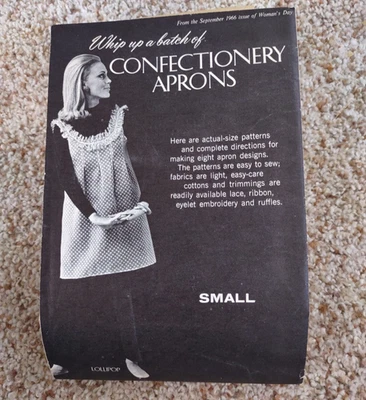 From the September 1966 issue of Woman's Day
Whip up a batch of
CONFECTIONERY
APRONS
Here are actual-size patterns
and complete directions for
making eight apron designs.
The patterns are easy to sew;
fabrics are light, easy-care
cottons and trimmings are
readily available lace, ribbon,
eyelet embroidery and ruffles.
SMALL
LOLLIPOP